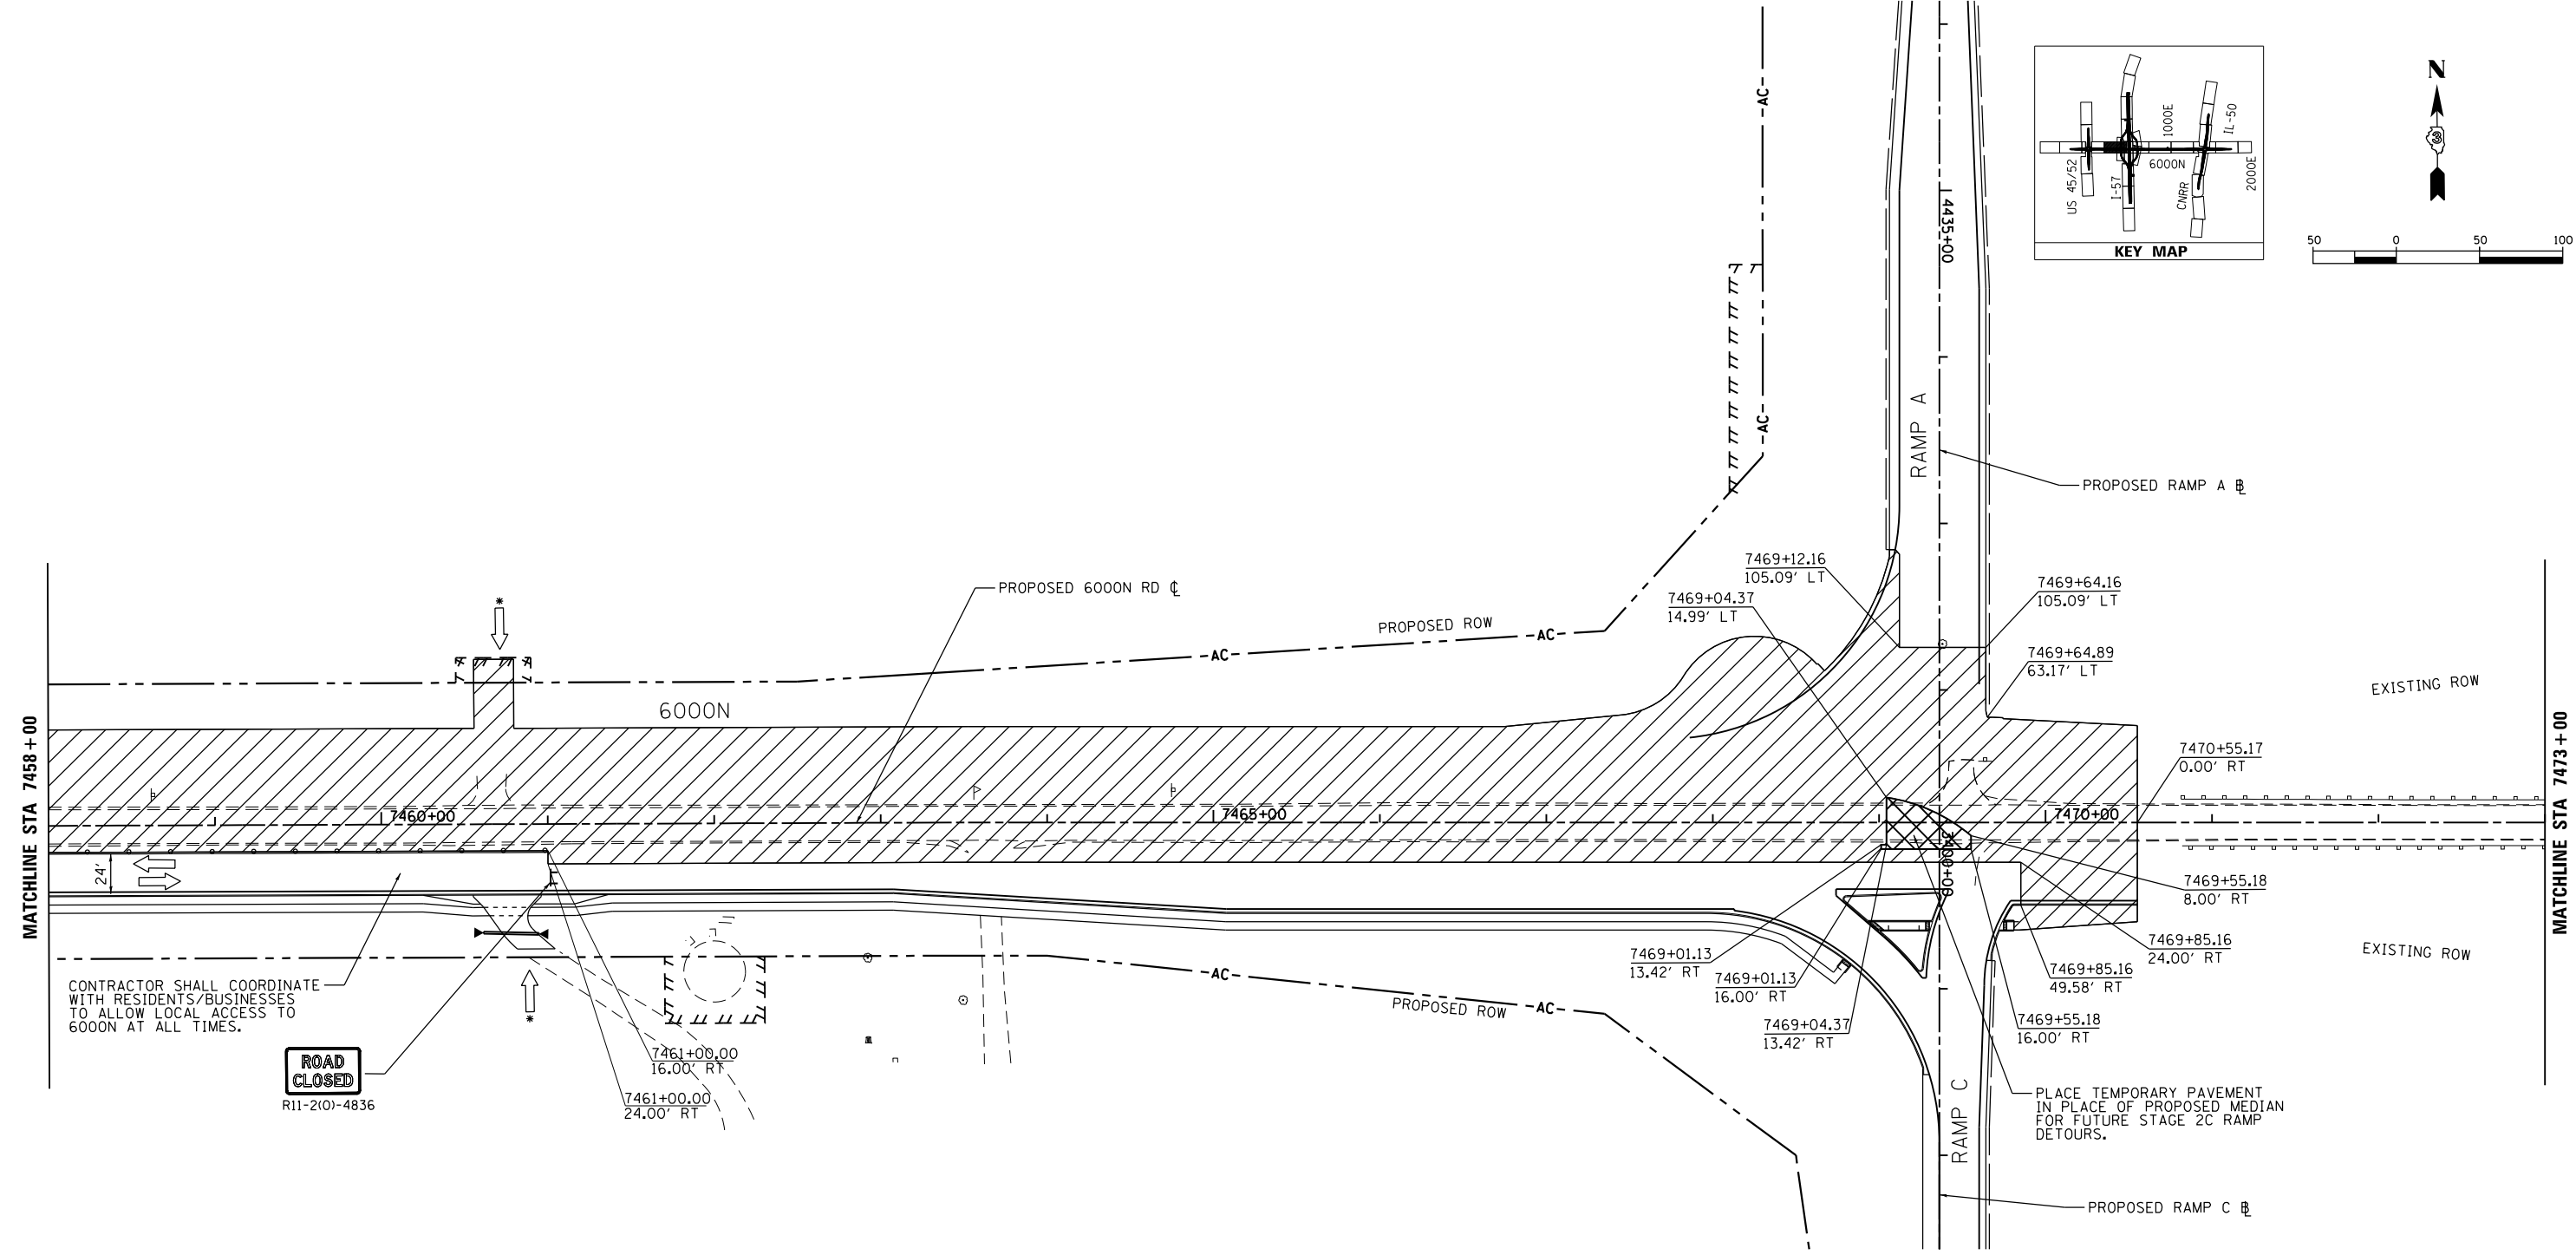 N
3
50 0 50 100
US 45/52
I-57
1000E
6000N
CNRR
IL-50
2000E
KEY MAP
AC
AC
4435+00
RAMP A
PROPOSED RAMP A BL
7469+12.16
105.09' LT
7469+04.37
14.99' LT
7469+64.16
105.09' LT
7469+64.89
63.17' LT
PROPOSED 6000N RD CL
PROPOSED ROW
AC
AC
*
6000N
EXISTING ROW
MATCHLINE STA 7458+00
MATCHLINE STA 7473+00
7470+55.17
0.00' RT
7460+00
7465+00
7470+00
24'
7469+55.18
8.00' RT
7469+85.16
24.00' RT
7469+01.13
13.42' RT
7469+01.13
16.00' RT
7469+85.16
49.58' RT
EXISTING ROW
AC
PROPOSED ROW
AC
7469+04.37
13.42' RT
7469+55.18
16.00' RT
CONTRACTOR SHALL COORDINATE
WITH RESIDENTS/BUSINESSES
TO ALLOW LOCAL ACCESS TO
6000N AT ALL TIMES.
*
ROAD
CLOSED
R11-2(O)-4836
7461+00.00
16.00' RT
7461+00.00
24.00' RT
RAMP C
PLACE TEMPORARY PAVEMENT
IN PLACE OF PROPOSED MEDIAN
FOR FUTURE STAGE 2C RAMP
DETOURS.
PROPOSED RAMP C BL